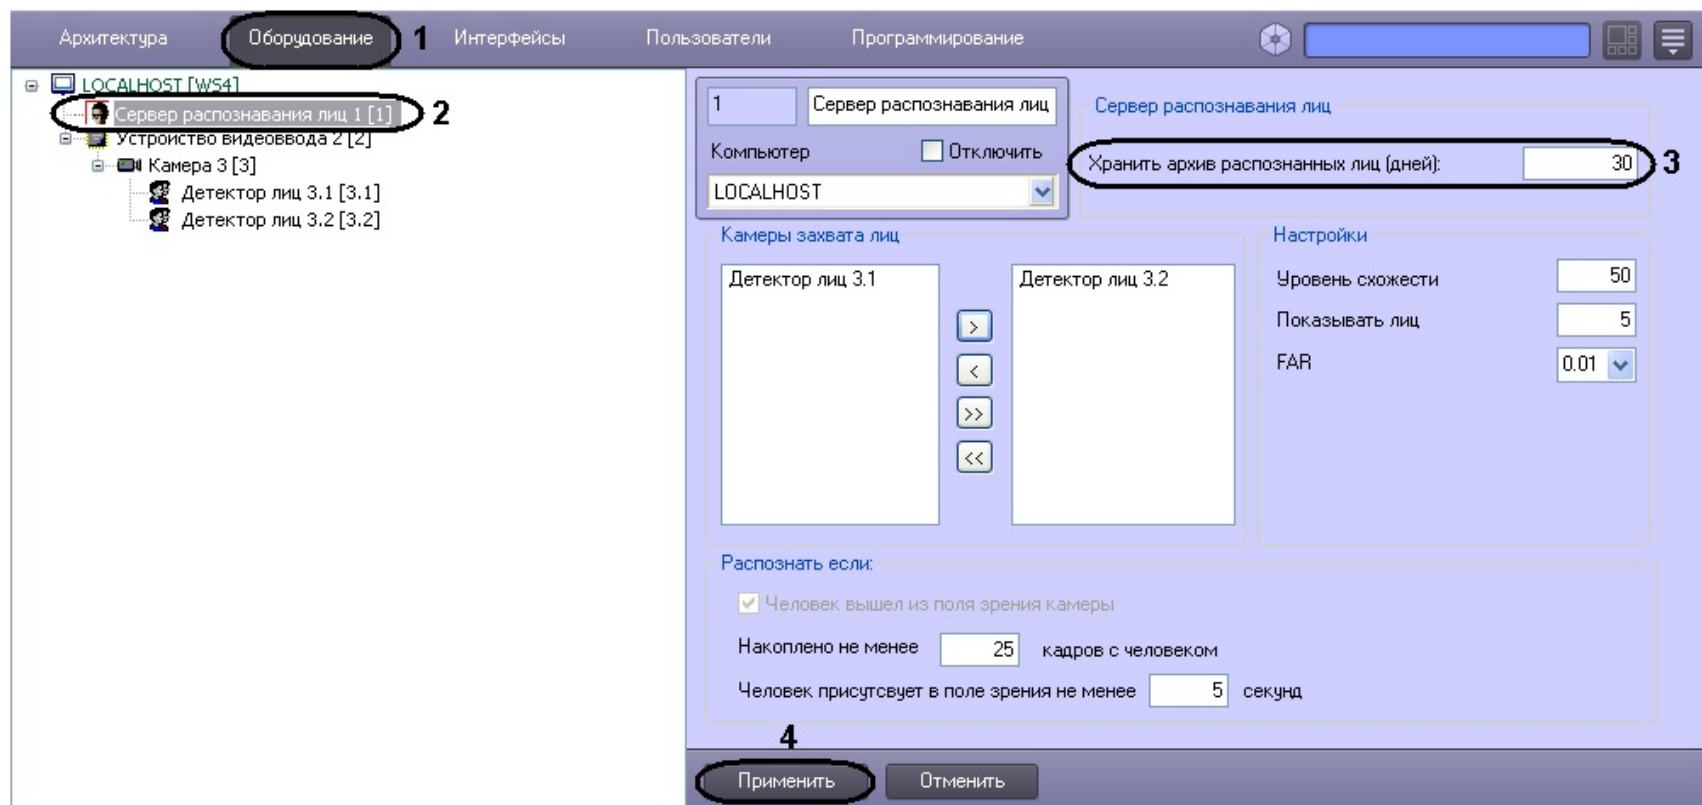 Архитектура Оборудование 1 Интерфейсы Пользователи Программирование
LOCALHOST [WS4]
Сервер распознавания лиц 1 [1] 2
Устройство видеоввода 2 [2]
Камера 3 [3]
Детектор лиц 3.1 [3.1]
Детектор лиц 3.2 [3.2]
1 Сервер распознавания лиц
Компьютер Отключить
LOCALHOST
Сервер распознавания лиц
Хранить архив распознанных лиц (дней): 30 3
Камеры захвата лиц
Детектор лиц 3.1
>
<
>>
<<
Детектор лиц 3.2
Настройки
Уровень схожести 50
Показывать лиц 5
FAR 0.01
Распознать если:
Человек вышел из поля зрения камеры
Накоплено не менее 25 кадров с человеком
Человек присутсвует в поле зрения не менее 5 секунд
4
Применить Отменить